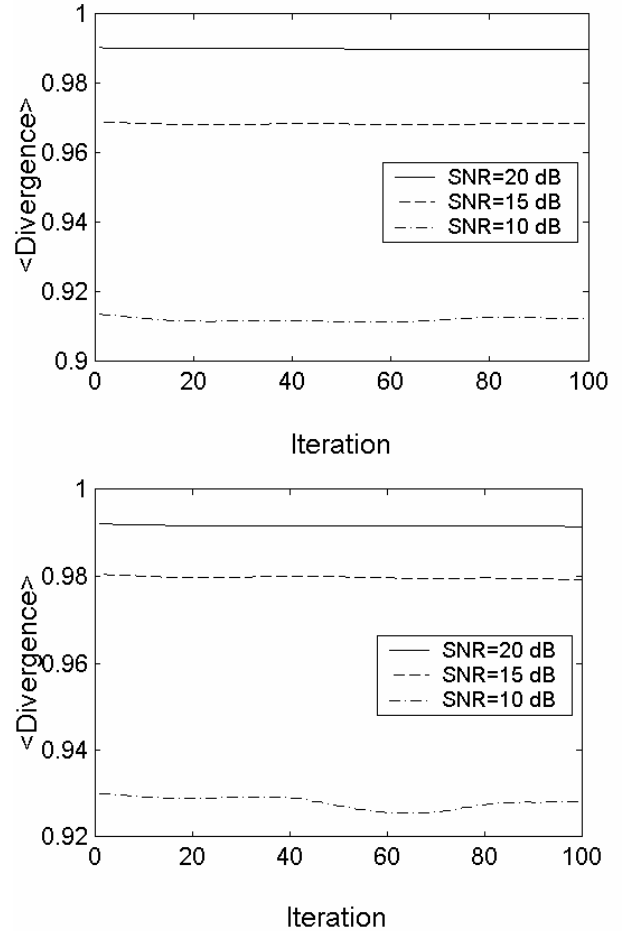 1
0.98
0.96
0.94
0.92
0.9
<Divergence>
SNR=20 dB
SNR=15 dB
SNR=10 dB
0 20 40 60 80 100
Iteration
1
0.98
0.96
0.94
0.92
<Divergence>
SNR=20 dB
SNR=15 dB
SNR=10 dB
0 20 40 60 80 100
Iteration